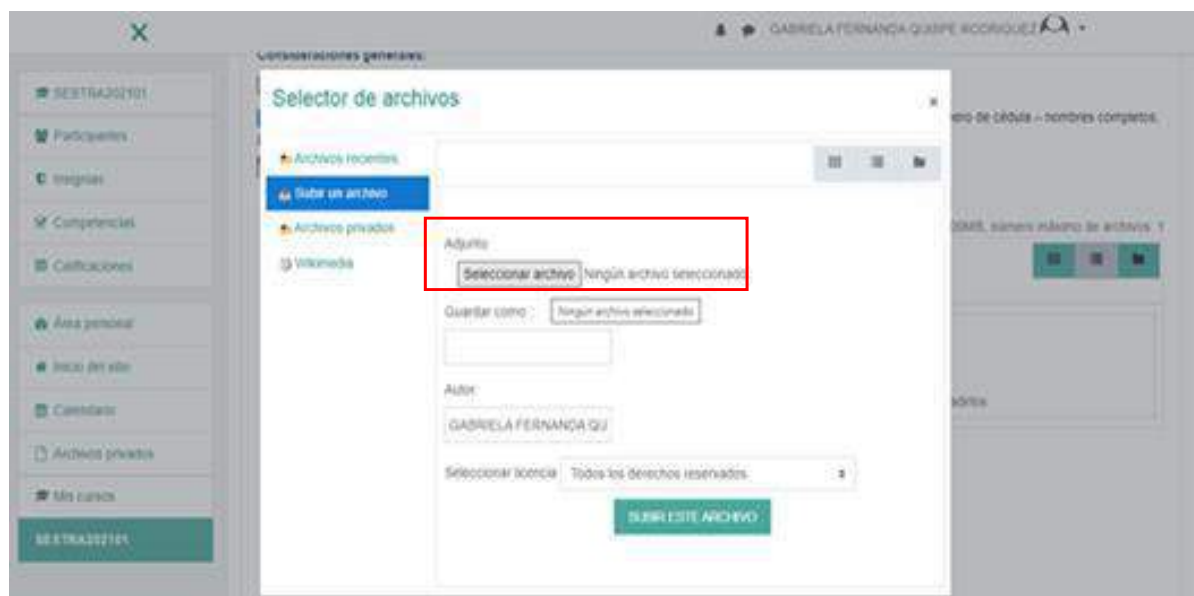 GABRIELA FERNANDA QUISPE RODRIGUEZ
Consideraciones generales:
Selector de archivos
SESTRA202101
ero de cédula – nombres completos.
Participantes
Archivos recientes
Insignias
Subir un archivo
Competencias
Archivos privados
número máximo de archivos: 1
Adjunto
Calificaciones
Wikimedia
Seleccionar archivo Ningún archivo seleccionado
Guardar como Ningún archivo seleccionado
Área personal
Inicio del sitio
Autor
Calendario
GABRIELA FERNANDA QU
Archivos privados
Seleccionar licencia Todos los derechos reservados
Mis cursos
SUBIR ESTE ARCHIVO
SESTRA202101